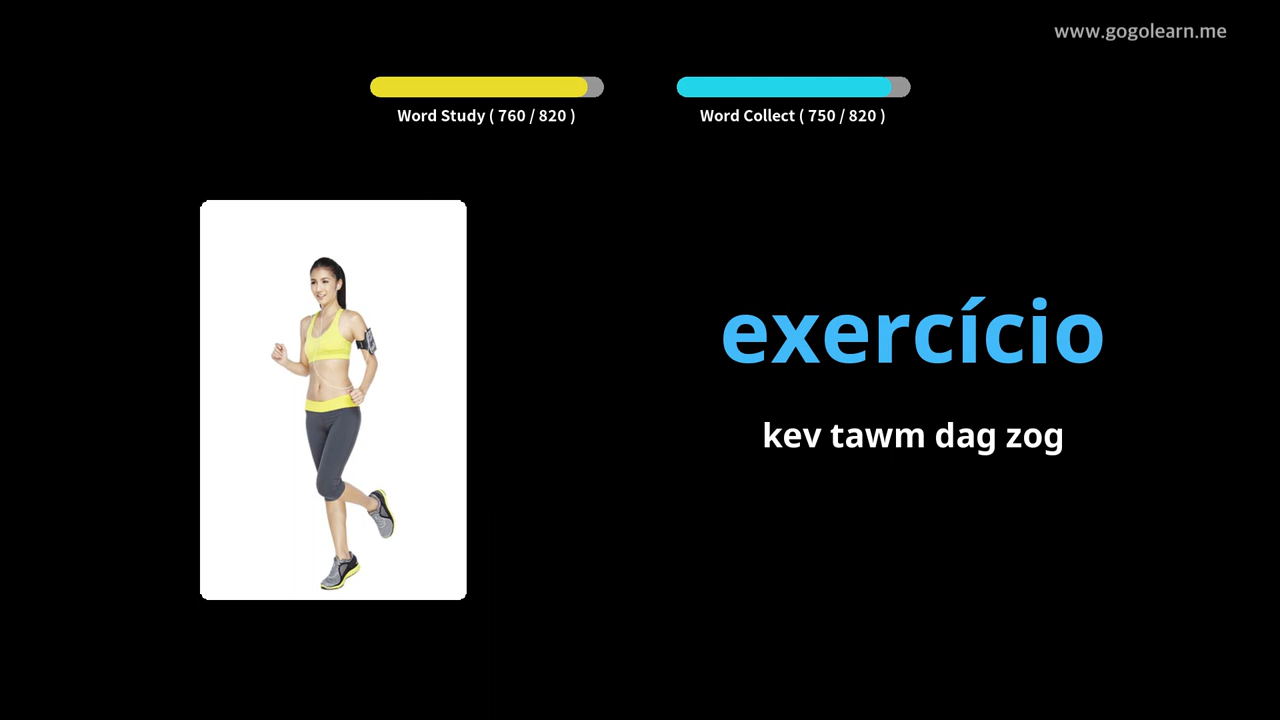 www.gogolearn.me
Word Study ( 760 / 820 )
Word Collect ( 750 / 820 )
exercício
kev tawm dag zog